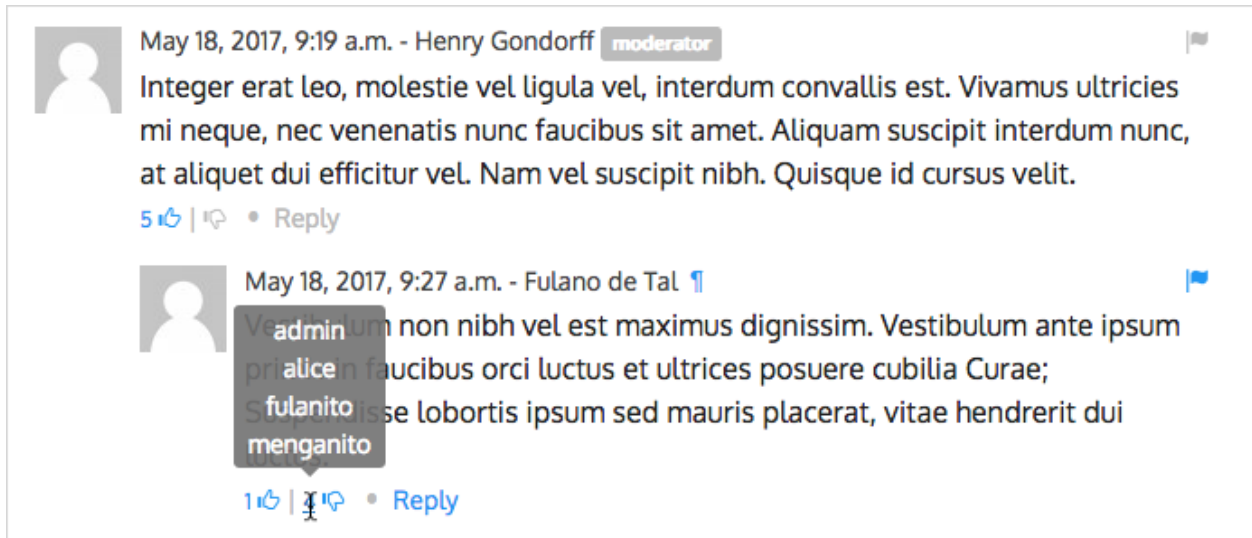 May 18, 2017, 9:19 a.m. - Henry Gondorff moderator
Integer erat leo, molestie vel ligula vel, interdum convallis est. Vivamus ultricies
mi neque, nec venenatis nunc faucibus sit amet. Aliquam suscipit interdum nunc,
at aliquet dui efficitur vel. Nam vel suscipit nibh. Quisque id cursus velit.
5 | • Reply
May 18, 2017, 9:27 a.m. - Fulano de Tal ¶
admin
alice
fulanito
menganito
non nibh vel est maximus dignissim. Vestibulum ante ipsum
faucibus orci luctus et ultrices posuere cubilia Curae;
lobortis ipsum sed mauris placerat, vitae hendrerit dui
1 | • Reply